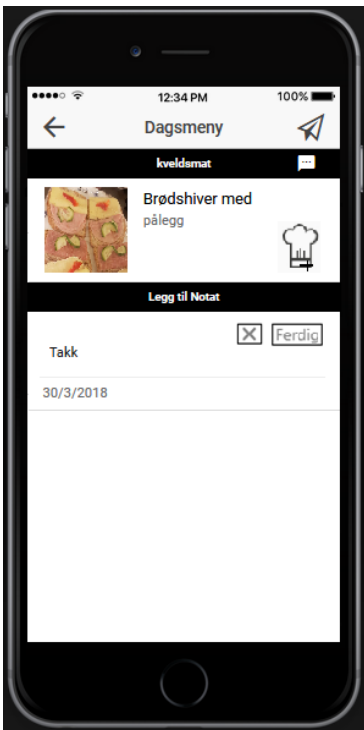 12:34 PM 100%
Dagsmeny
kveldsmat
Brødshiver med
pålegg
Legg til Notat
Ferdig
Takk
30/3/2018